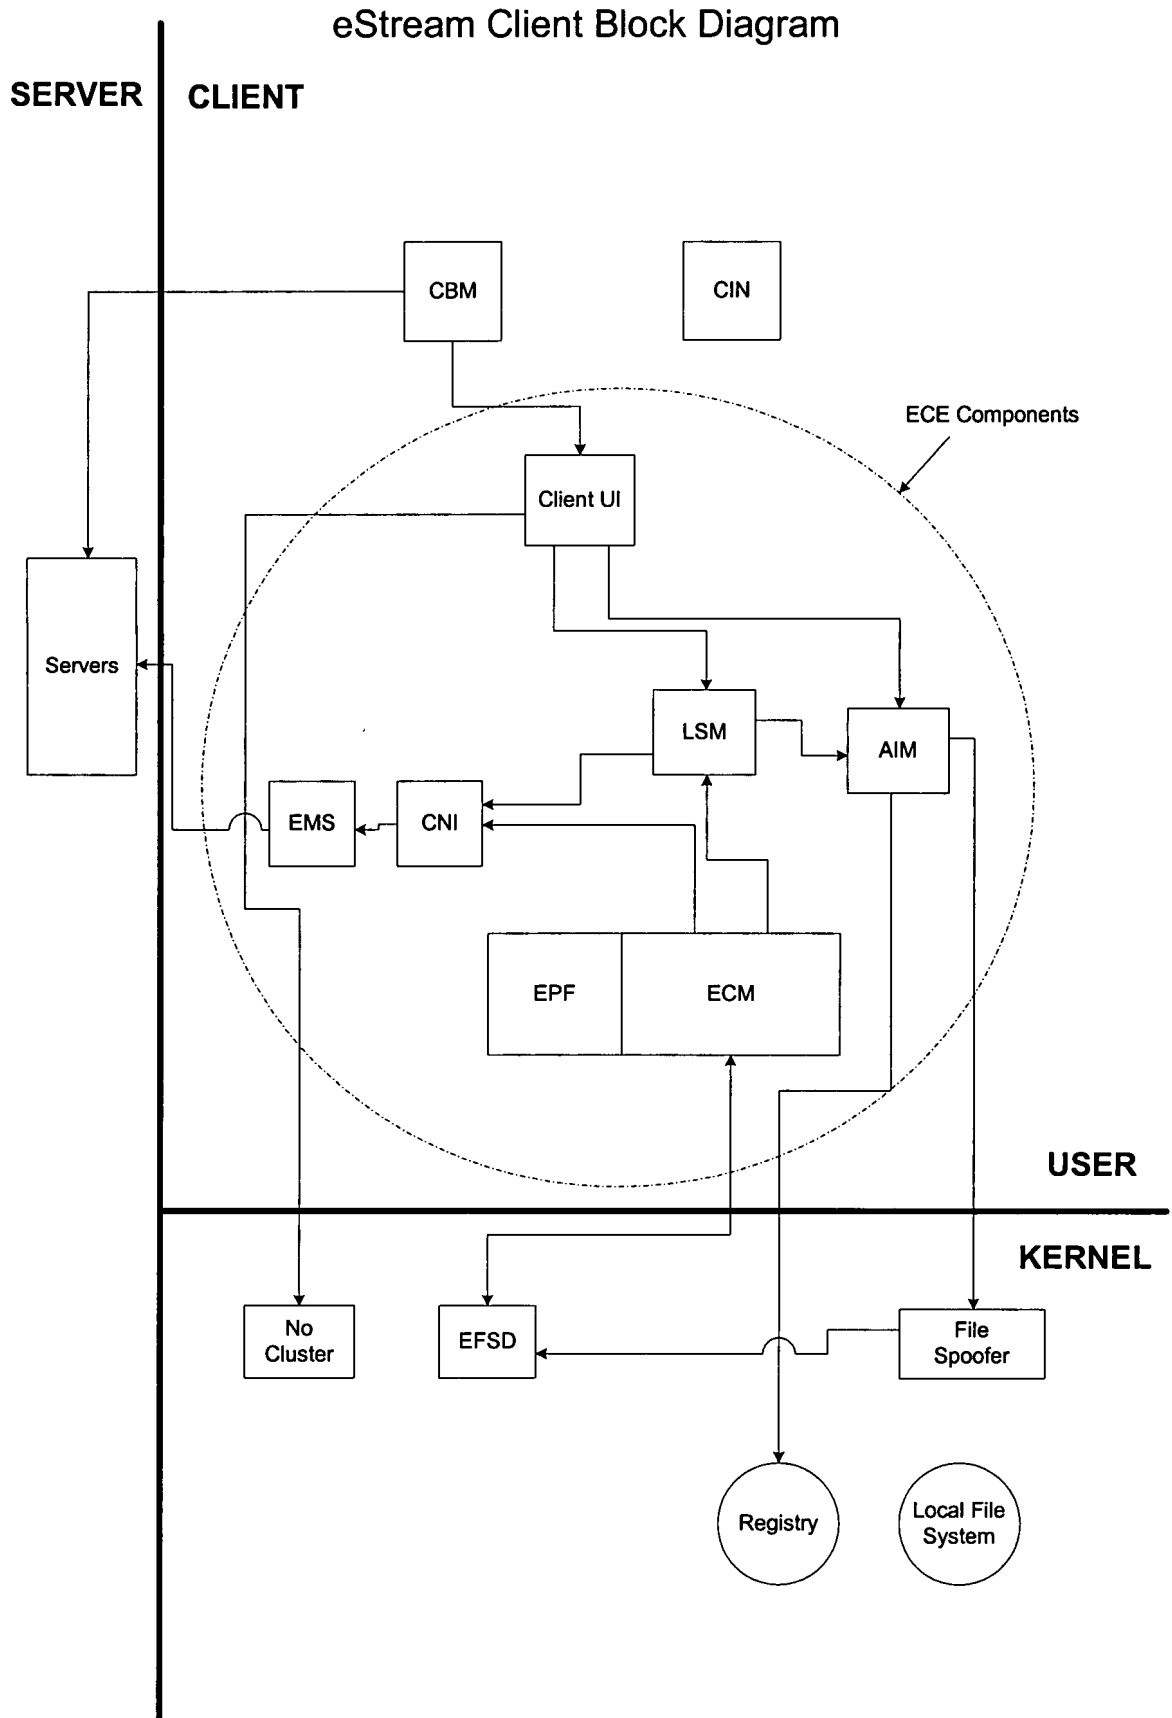 eStream Client Block Diagram
SERVER
CLIENT
CBM
CIN
ECE Components
Client UI
Servers
LSM
AIM
EMS
CNI
EPF
ECM
USER
KERNEL
No
Cluster
EFSD
File
Spoofer
Registry
Local File
System